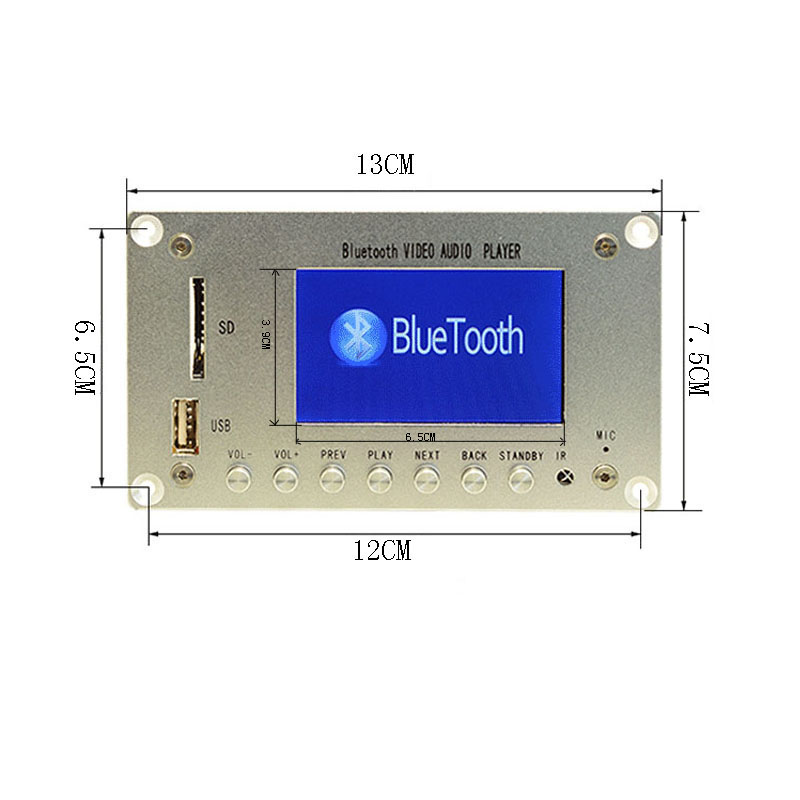 13CM
Bluetooth VIDEO AUDIO PLAYER
SD
3.9CM
BlueTooth
6.5CM
7.5CM
USB
6.5CM
MIC
VOL- VOL+ PREV PLAY NEXT BACK STANDBY IR
12CM